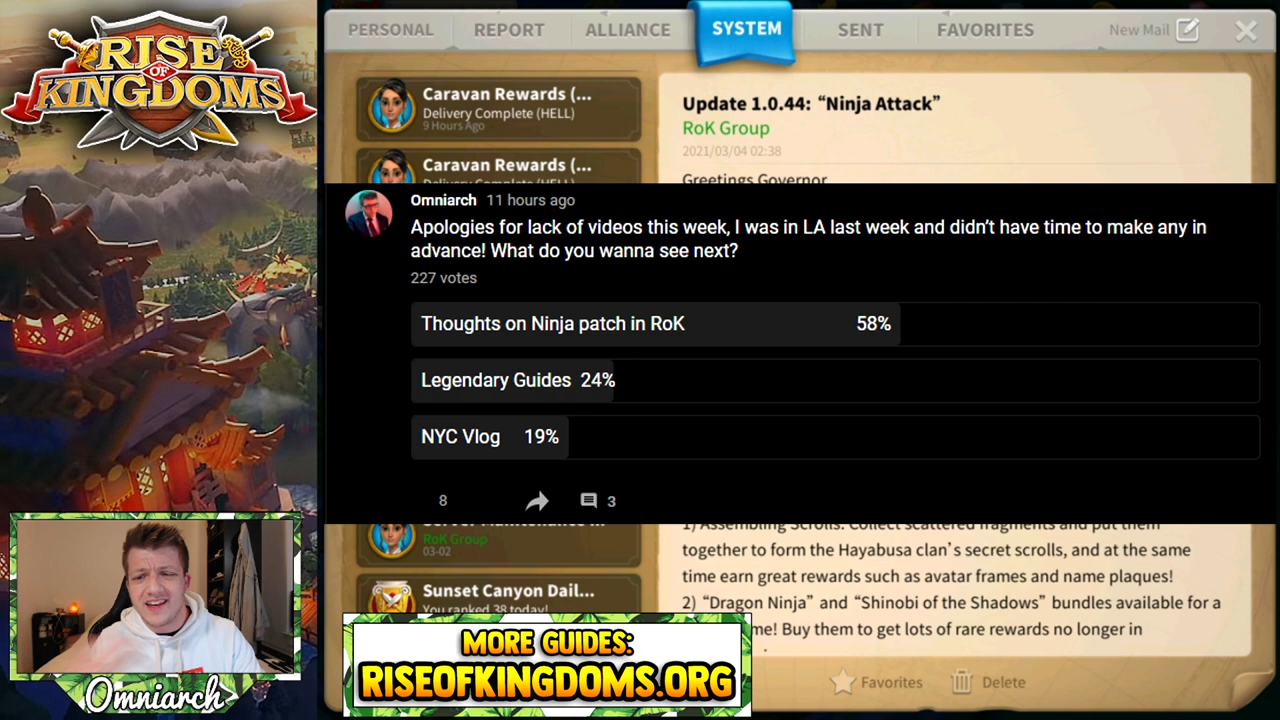 RISE
OF
KINGDOMS
PERSONAL
REPORT
ALLIANCE
SYSTEM
SENT
FAVORITES
New Mail
Caravan Rewards (...
Delivery Complete (HELL)
9 Hours Ago
Caravan Rewards (...
Delivery Complete (HELL)
Update 1.0.44: “Ninja Attack”
RoK Group
2021/03/04 02:38
Greetings Governor
Omniarch 11 hours ago
Apologies for lack of videos this week, I was in LA last week and didn’t have time to make any in
advance! What do you wanna see next?
227 votes
Thoughts on Ninja patch in RoK 58%
Legendary Guides 24%
NYC Vlog 19%
8
3
Server Maintenance ...
RoK Group
03-02
Sunset Canyon Dail...
You ranked 38 today!
1) Assembling Scrolls: Collect scattered fragments and put them
together to form the Hayabusa clan’s secret scrolls, and at the same
time earn great rewards such as avatar frames and name plaques!
2) “Dragon Ninja” and “Shinobi of the Shadows” bundles available for a
me! Buy them to get lots of rare rewards no longer in
Favorites
Delete
MORE GUIDES:
RISEOFKINGDOMS.ORG
Omniarch